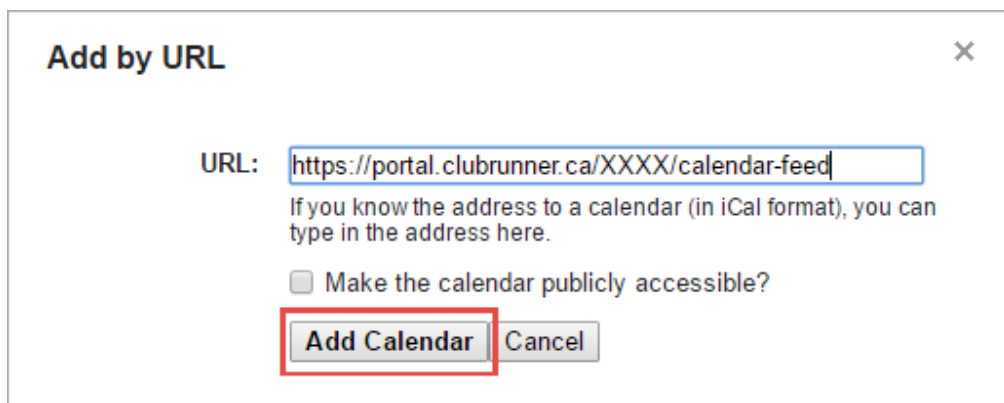 Add by URL
×
URL: https://portal.clubrunner.ca/XXXX/calendar-feed
If you know the address to a calendar (in iCal format), you can
type in the address here.
Make the calendar publicly accessible?
Add Calendar Cancel